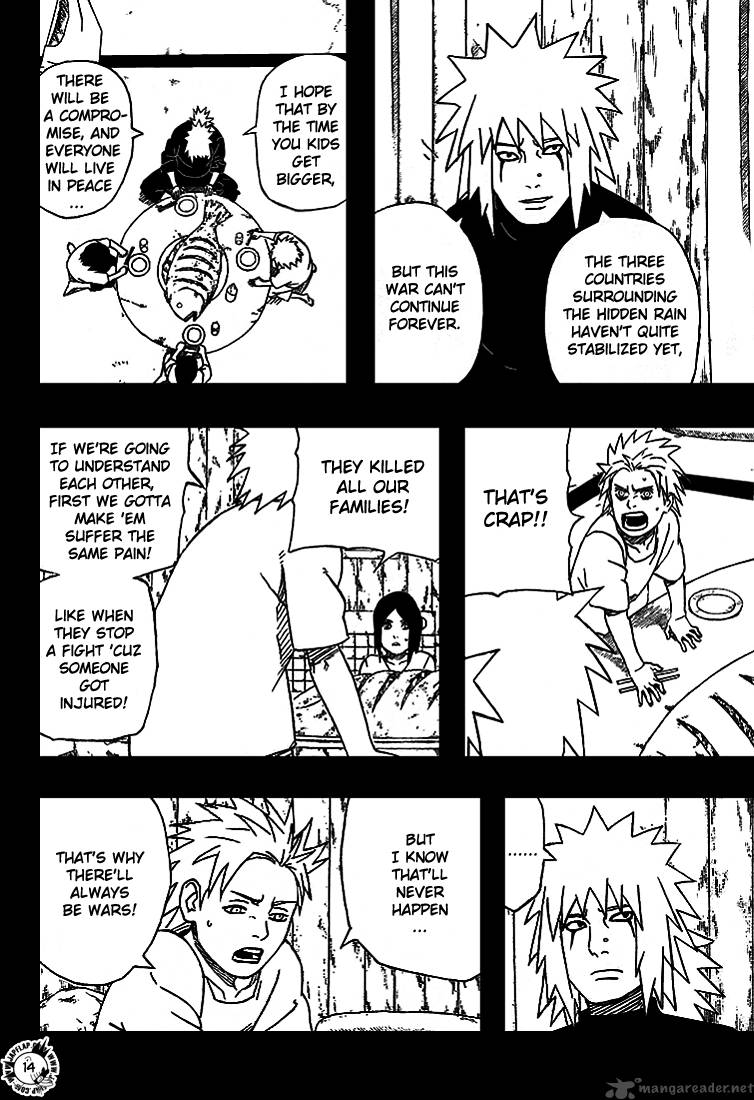 THE THREE
COUNTRIES
SURROUNDING
THE HIDDEN RAIN
HAVEN'T QUITE
STABILIZED YET,
BUT THIS
WAR CAN'T
CONTINUE
FOREVER.
I HOPE
THAT BY
THE TIME
YOU KIDS
GET
BIGGER,
THERE
WILL BE
A COMPRO-
MISE, AND
EVERYONE
WILL LIVE
IN PEACE
...
THAT'S
CRAP!!
THEY KILLED
ALL OUR
FAMILIES!
IF WE'RE GOING
TO UNDERSTAND
EACH OTHER,
FIRST WE GOTTA
MAKE 'EM
SUFFER THE
SAME PAIN!
LIKE WHEN
THEY STOP
A FIGHT 'CUZ
SOMEONE
GOT
INJURED!
........
BUT
I KNOW
THAT'LL
NEVER
HAPPEN
...
THAT'S WHY
THERE'LL
ALWAYS
BE WARS!
14
mangareader.net